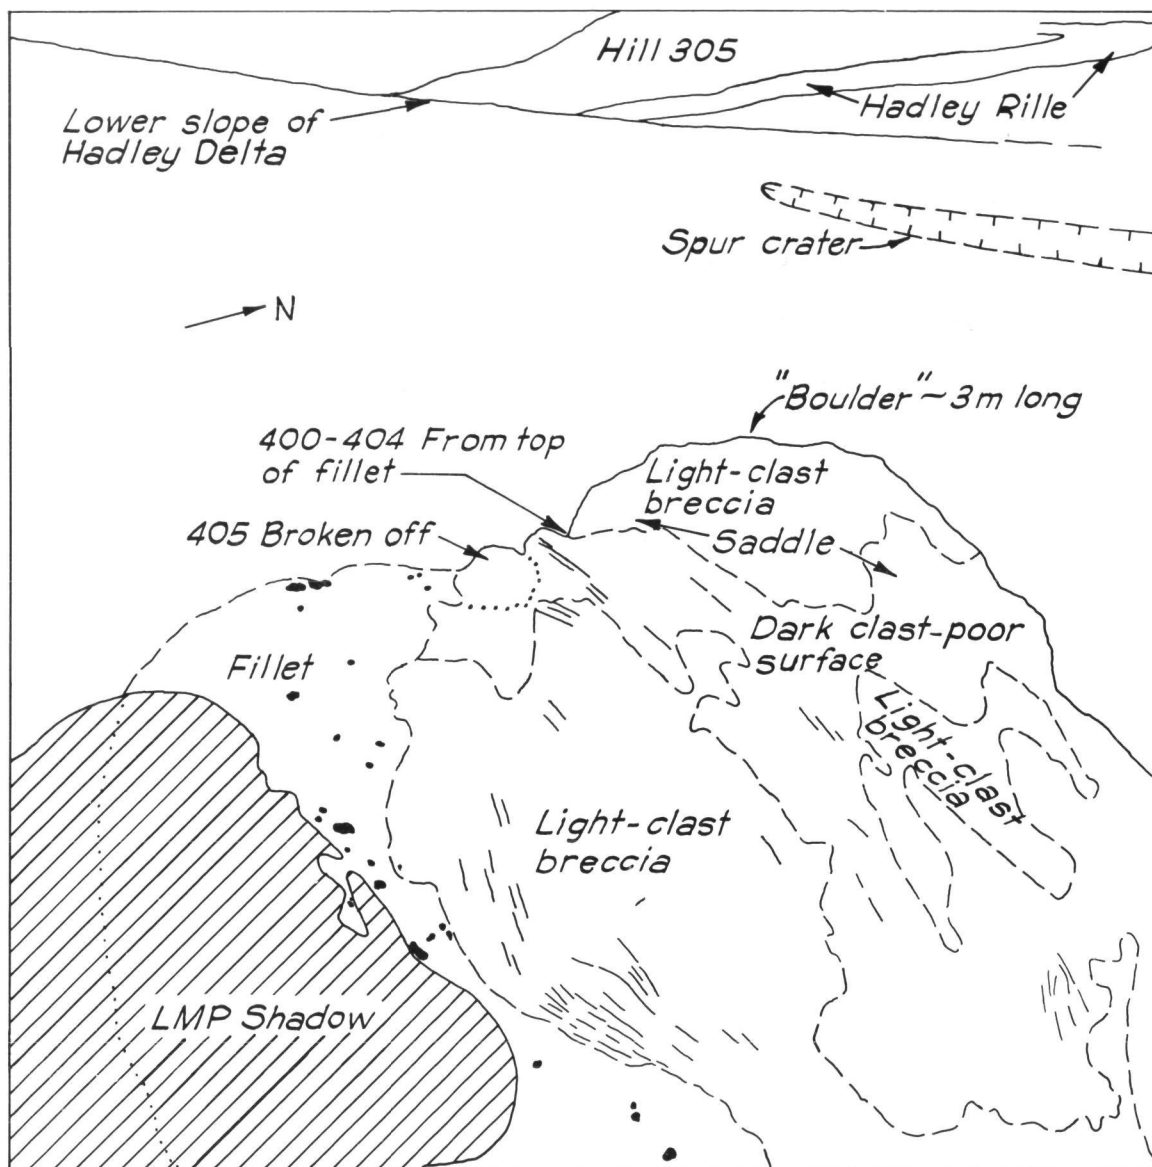 Hill 305
Hadley Rille
Lower slope of
Hadley Delta
Spur crater
N
"Boulder" ~ 3m long
400-404 From top
of fillet
Light-clast
breccia
405 Broken off
Saddle
Dark clast-poor
surface
Fillet
Light-clast
breccia
Light-clast
breccia
LMP Shadow